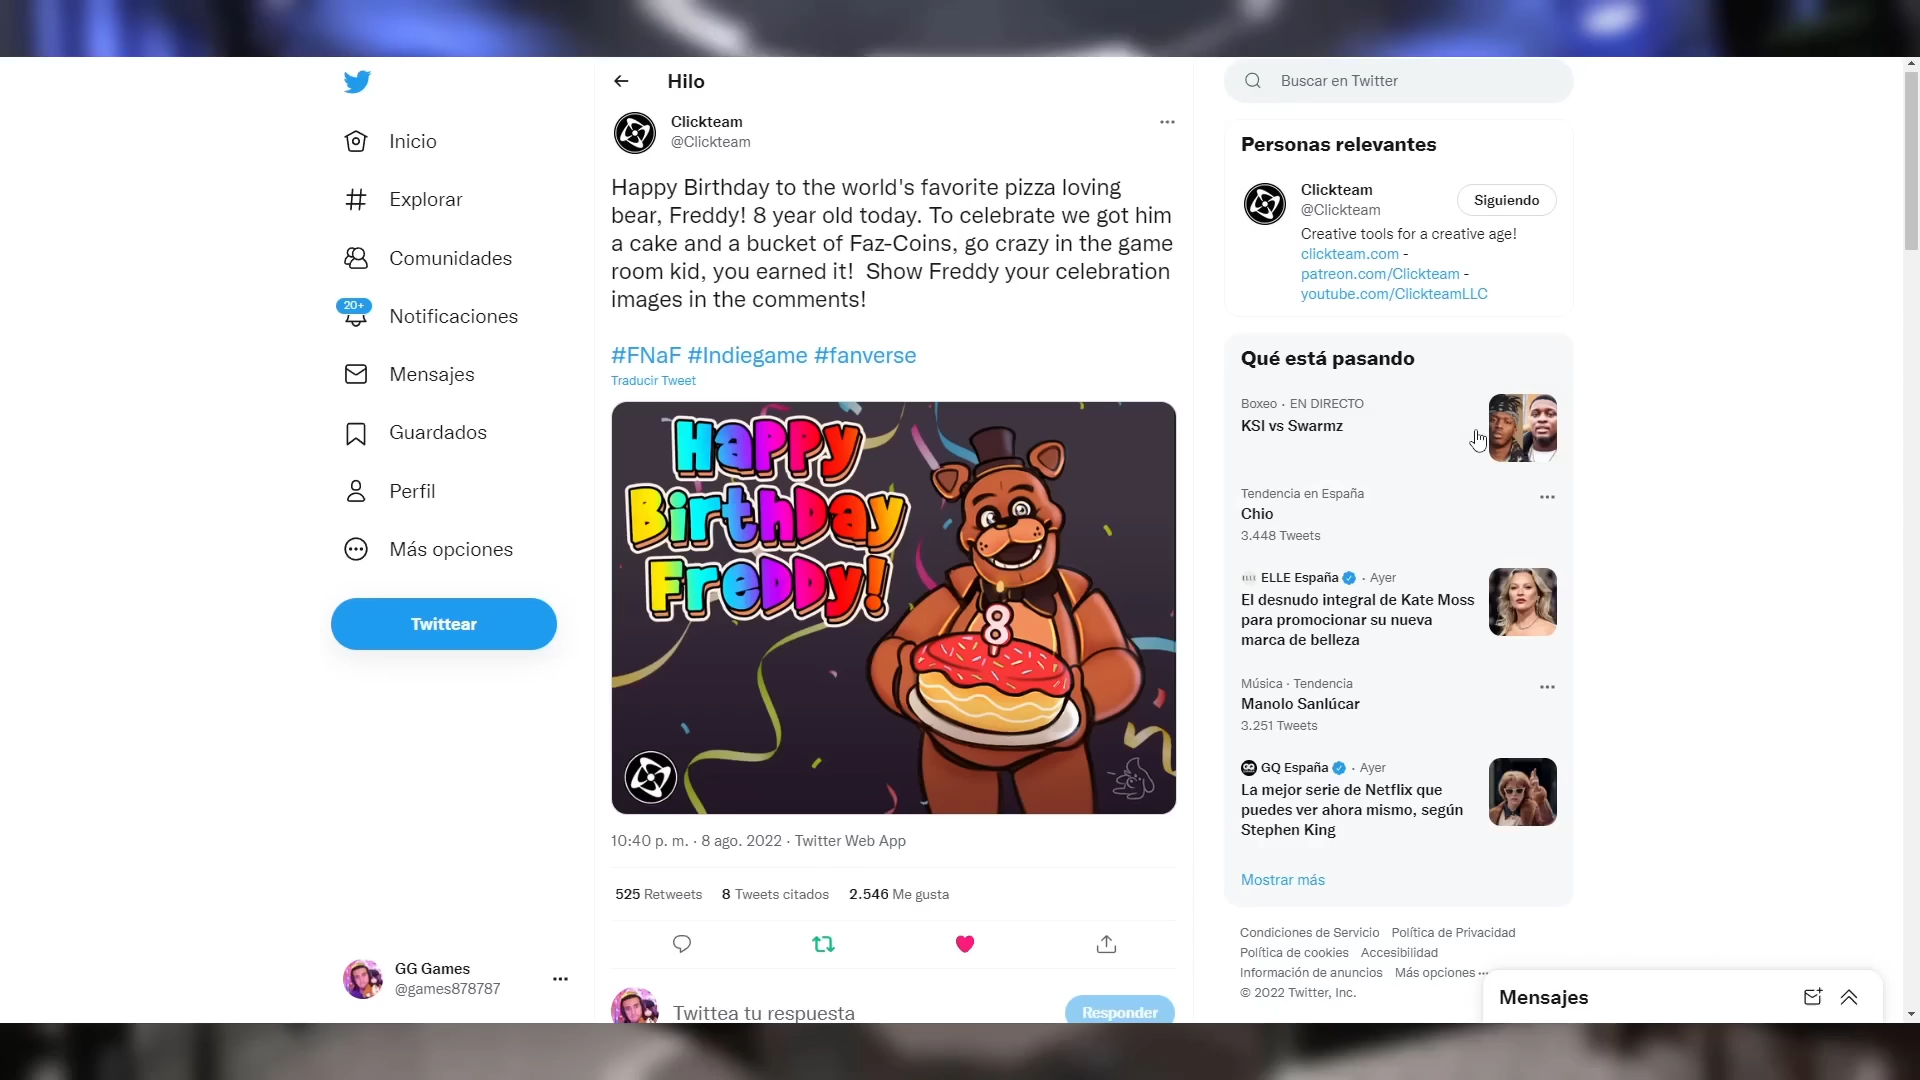 Inicio
Explorar
Comunidades
20+
Notificaciones
Mensajes
Guardados
Perfil
Más opciones
Twittear
GG Games
@games878787
Hilo
Clickteam
@Clickteam
Happy Birthday to the world's favorite pizza loving
bear, Freddy! 8 year old today. To celebrate we got him
a cake and a bucket of Faz-Coins, go crazy in the game
room kid, you earned it!  Show Freddy your celebration
images in the comments!
#FNaF #Indiegame #fanverse
Traducir Tweet
Happy
Birthday
Freddy!
8
10:40 p. m. · 8 ago. 2022 · Twitter Web App
525 Retweets 8 Tweets citados 2.546 Me gusta
Twittea tu respuesta
Responder
Buscar en Twitter
Personas relevantes
Clickteam
@Clickteam
Siguiendo
Creative tools for a creative age!
clickteam.com -
patreon.com/Clickteam -
youtube.com/ClickteamLLC
Qué está pasando
Boxeo · EN DIRECTO
KSI vs Swarmz
Tendencia en España
Chio
3.448 Tweets
ELLE España · Ayer
El desnudo integral de Kate Moss
para promocionar su nueva
marca de belleza
Música · Tendencia
Manolo Sanlúcar
3.251 Tweets
GQ España · Ayer
La mejor serie de Netflix que
puedes ver ahora mismo, según
Stephen King
Mostrar más
Condiciones de Servicio Política de Privacidad
Política de cookies Accesibilidad
Información de anuncios Más opciones ···
© 2022 Twitter, Inc.
Mensajes